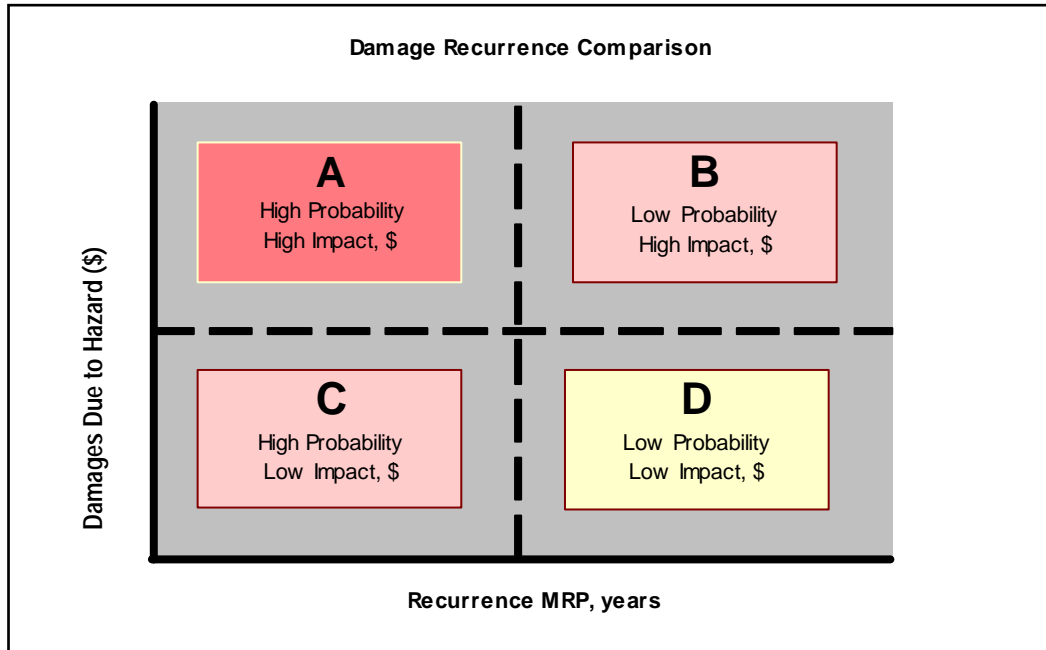 Damage Recurrence Comparison
Damages Due to Hazard ($)
A
High Probability
High Impact, $
B
Low Probability
High Impact, $
C
High Probability
Low Impact, $
D
Low Probability
Low Impact, $
Recurrence MRP, years